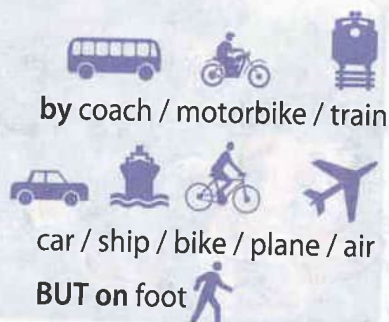 by coach / motorbike / train
car / ship / bike / plane / air
BUT on foot